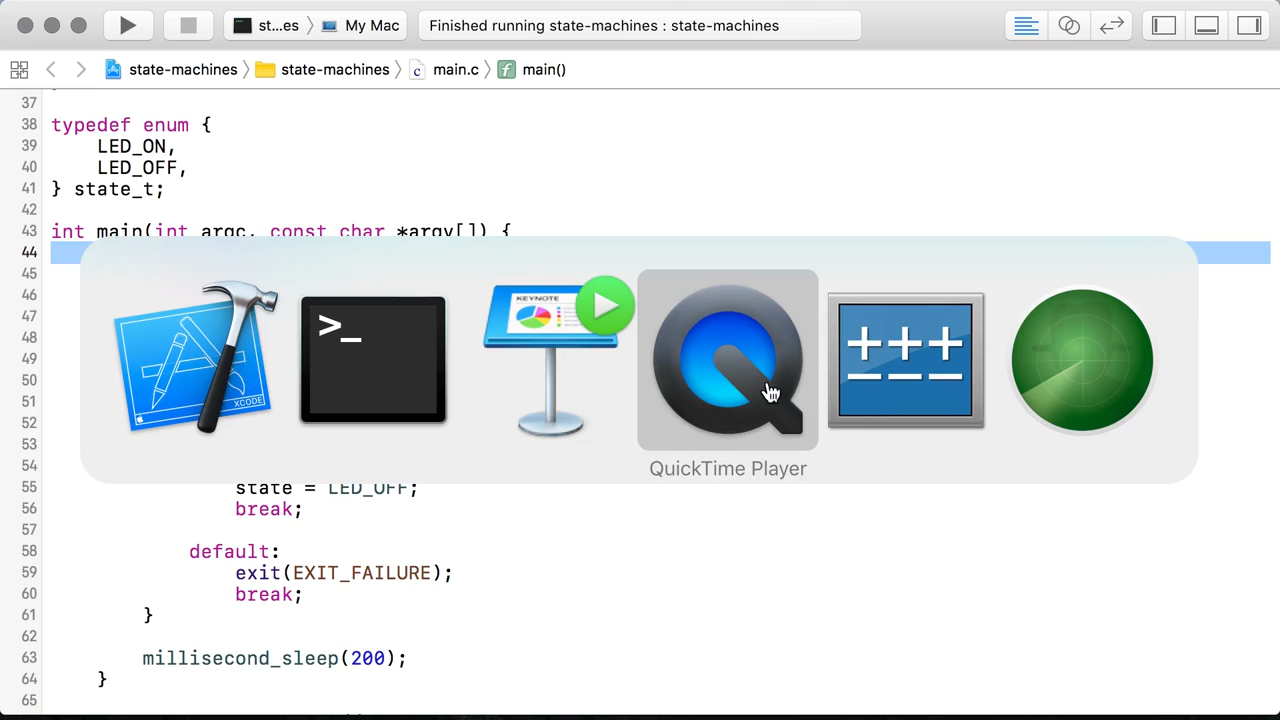 st...es
My Mac
Finished running state-machines : state-machines
state-machines
state-machines
main.c
main()
37
38 typedef enum {
39 LED_ON,
40 LED_OFF,
41 } state_t;
42
43 int main(int argc, const char *argv[]) {
44
45
46
47
48
49
50
51
52
53
54
KEYNOTE
XCODE
>_
QuickTime Player
55 state = LED_OFF;
56 break;
57
58 default:
59 exit(EXIT_FAILURE);
60 break;
61 }
62
63 millisecond_sleep(200);
64 }
65